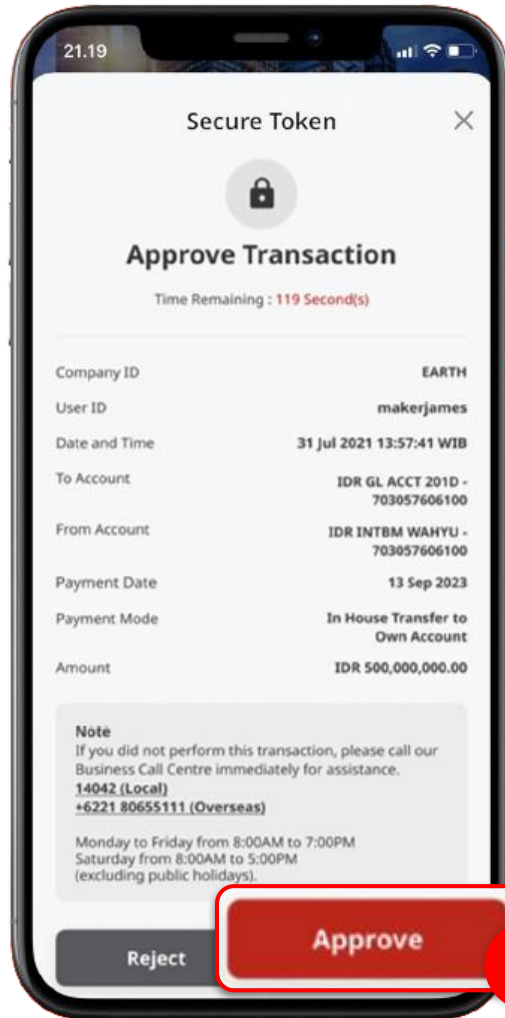 21.19
Secure Token
Approve Transaction
Time Remaining : 119 Second(s)
Company ID EARTH
User ID makerjames
Date and Time 31 Jul 2021 13:57:41 WIB
To Account IDR GL ACCT 201D -
703057606100
From Account IDR INTBM WAHYU -
703057606100
Payment Date 13 Sep 2023
Payment Mode In House Transfer to
Own Account
Amount IDR 500,000,000.00
Note
If you did not perform this transaction, please call our
Business Call Centre immediately for assistance.
14042 (Local)
+6221 80655111 (Overseas)
Monday to Friday from 8:00AM to 7:00PM
Saturday from 8:00AM to 5:00PM
(excluding public holidays).
Reject Approve